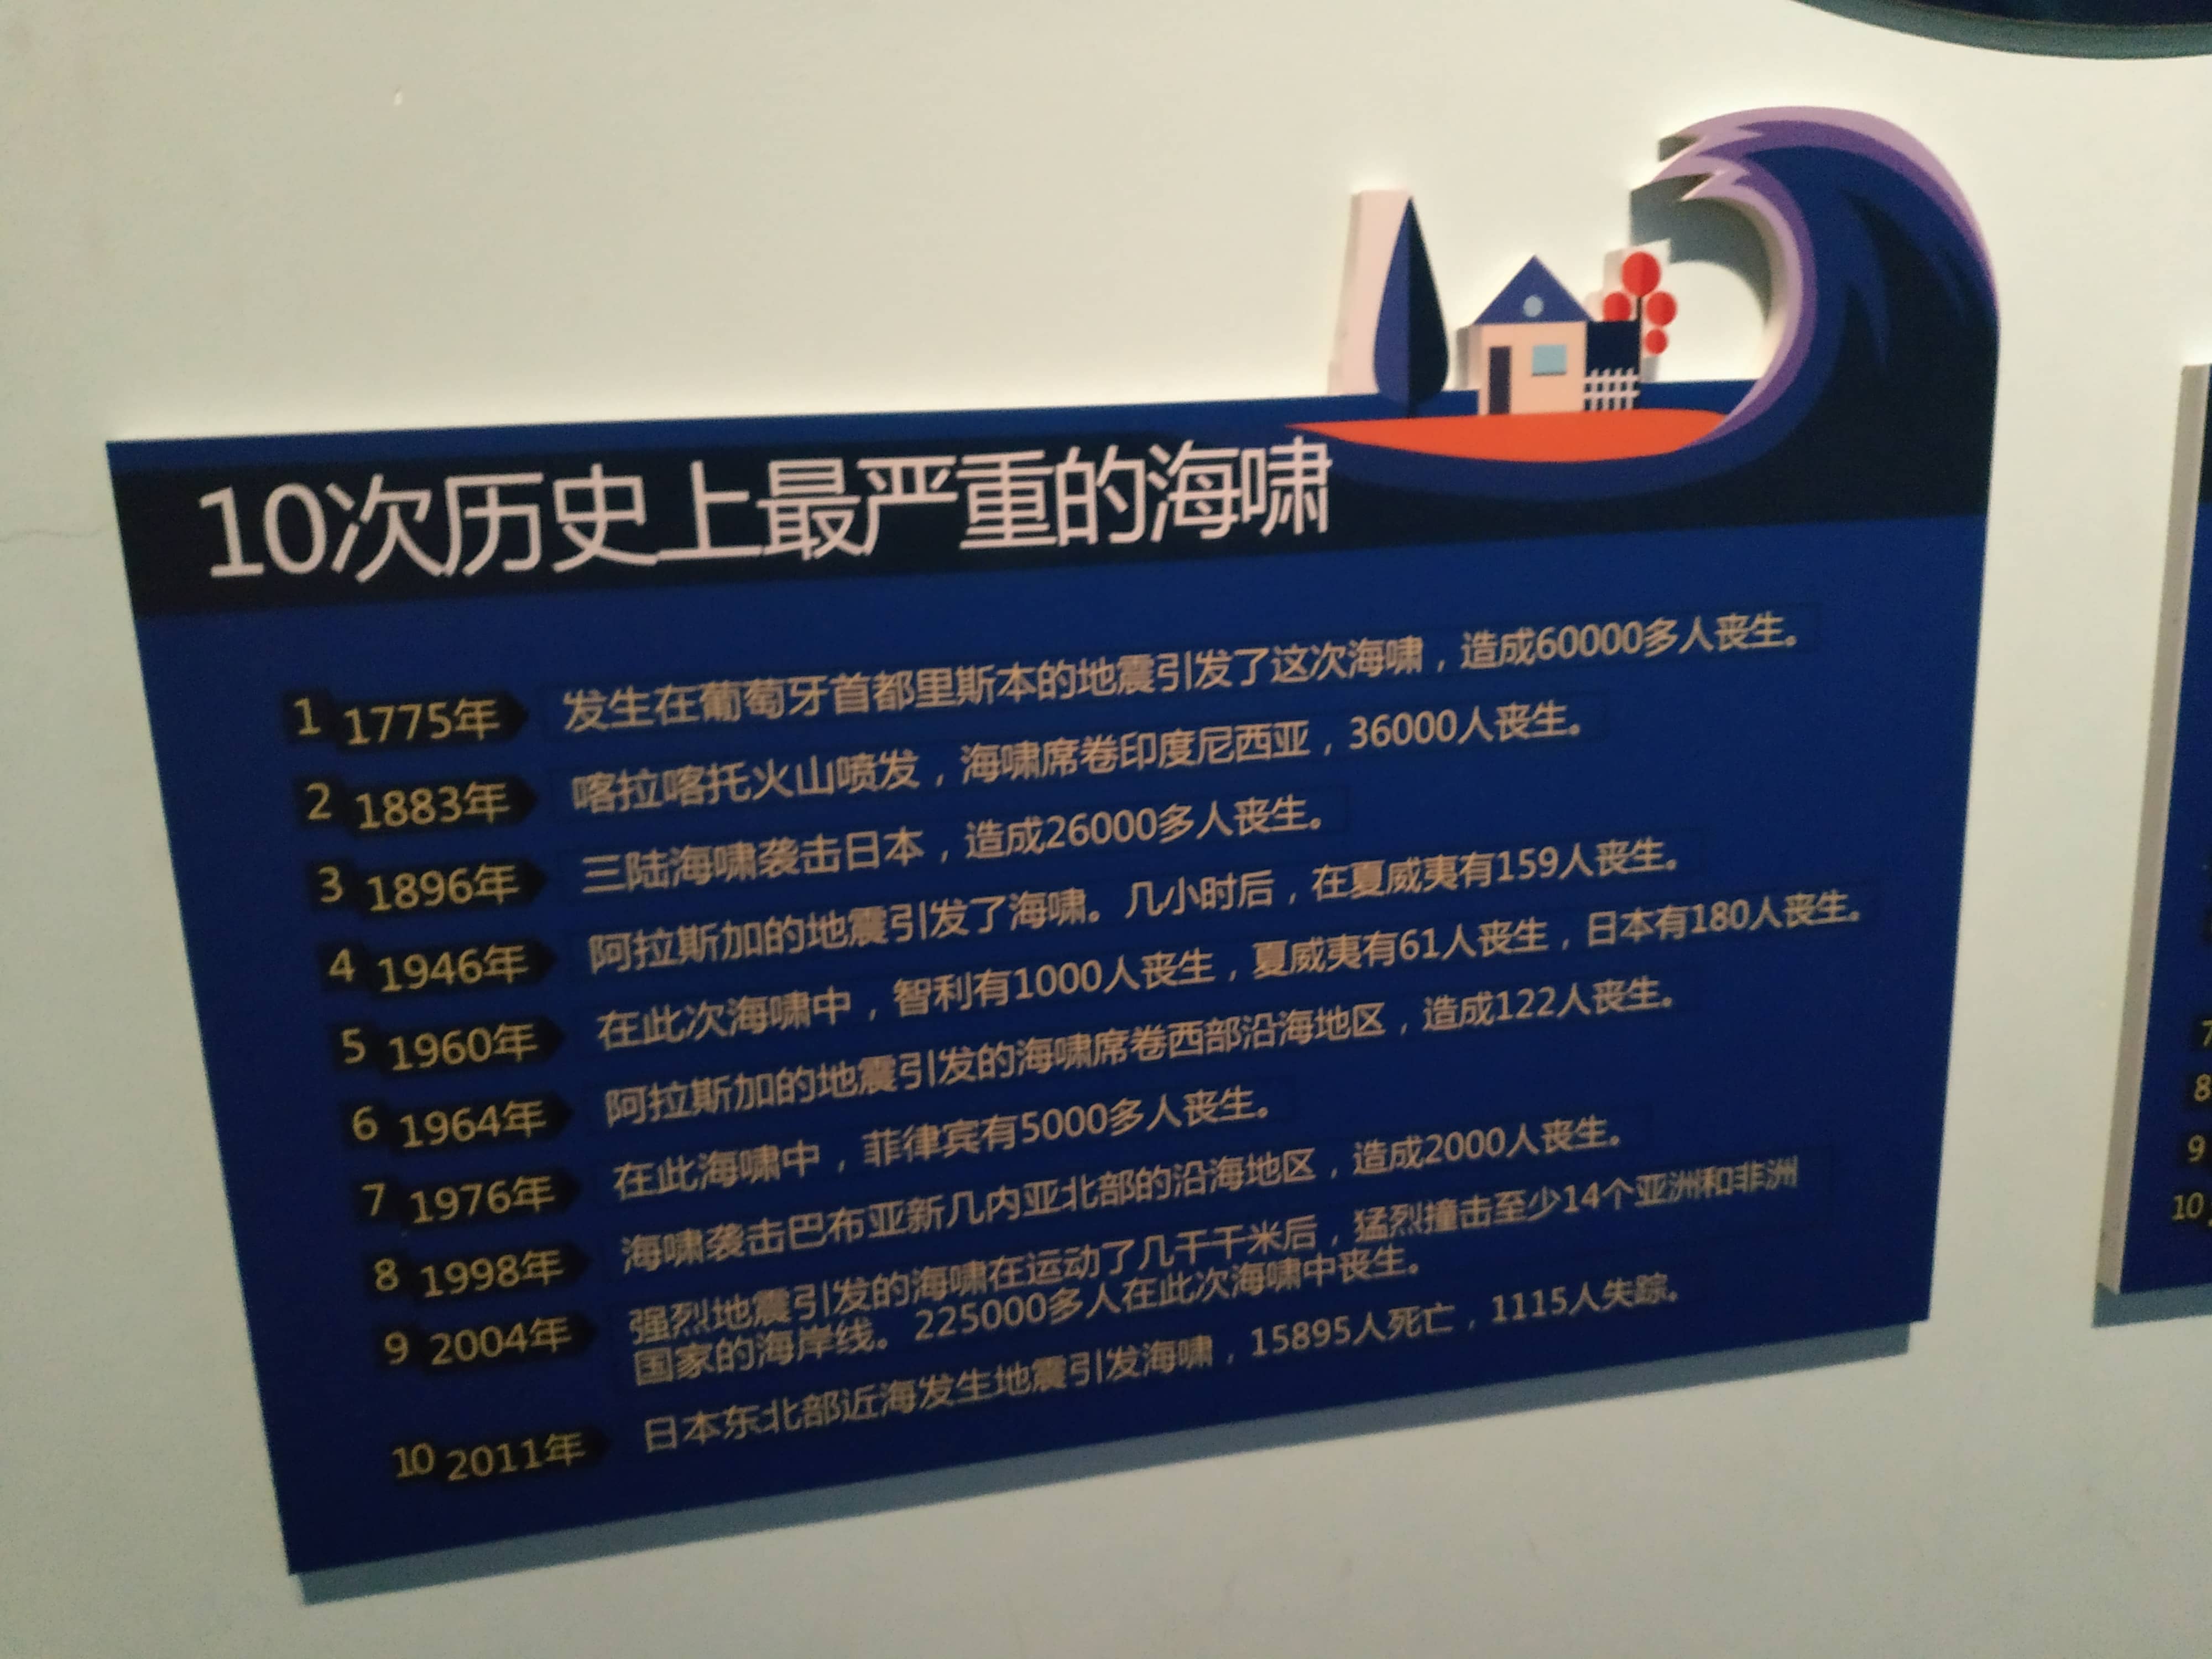 10次历史上最严重的海啸
1 1775年 发生在葡萄牙首都里斯本的地震引发了这次海啸，造成60000多人丧生。
2 1883年 喀拉喀托火山喷发，海啸席卷印度尼西亚，36000人丧生。
3 1896年 三陆海啸袭击日本，造成26000多人丧生。
4 1946年 阿拉斯加的地震引发了海啸。几小时后，在夏威夷有159人丧生。
5 1960年 在此次海啸中，智利有1000人丧生，夏威夷有61人丧生，日本有180人丧生。
6 1964年 阿拉斯加的地震引发的海啸席卷西部沿海地区，造成122人丧生。
7 1976年 在此海啸中，菲律宾有5000多人丧生。
8 1998年 海啸袭击巴布亚新几内亚北部的沿海地区，造成2000人丧生。
9 2004年 强烈地震引发的海啸在运动了几千千米后，猛烈撞击至少14个亚洲和非洲
国家的海岸线。225000多人在此次海啸中丧生。
10 2011年 日本东北部近海发生地震引发海啸，15895人死亡，1115人失踪。
7
8
9
10